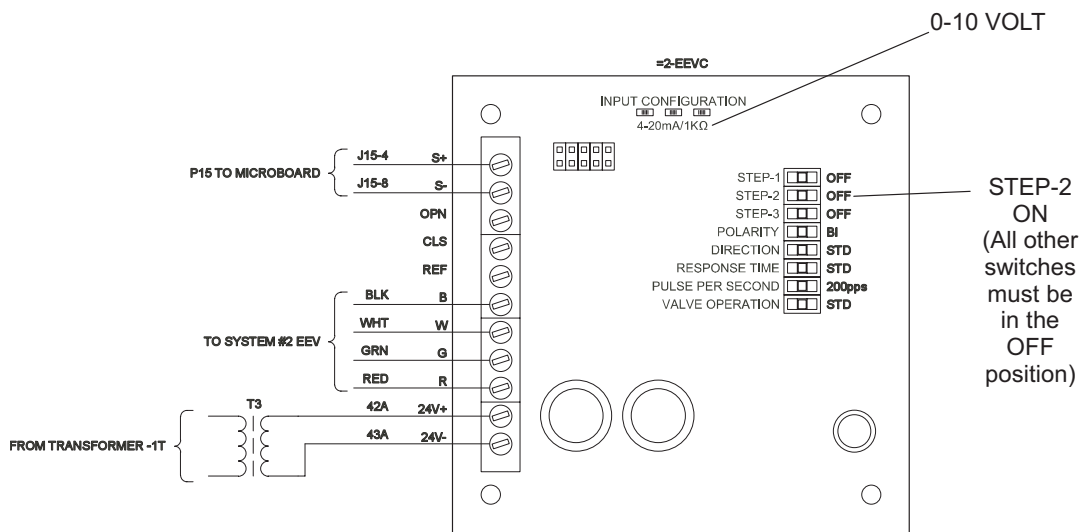 0-10 VOLT
=2-EEVC
INPUT CONFIGURATION
4-20mA/1KΩ
P15 TO MICROBOARD
J15-4 S+
J15-8 S-
OPN
CLS
REF
TO SYSTEM #2 EEV
BLK B
WHT W
GRN G
RED R
FROM TRANSFORMER -1T
T3
42A 24V+
43A 24V-
STEP-1 OFF
STEP-2 OFF
STEP-3 OFF
POLARITY BI
DIRECTION STD
RESPONSE TIME STD
PULSE PER SECOND 200pps
VALVE OPERATION STD
STEP-2
ON
(All other
switches
must be
in the
OFF
position)